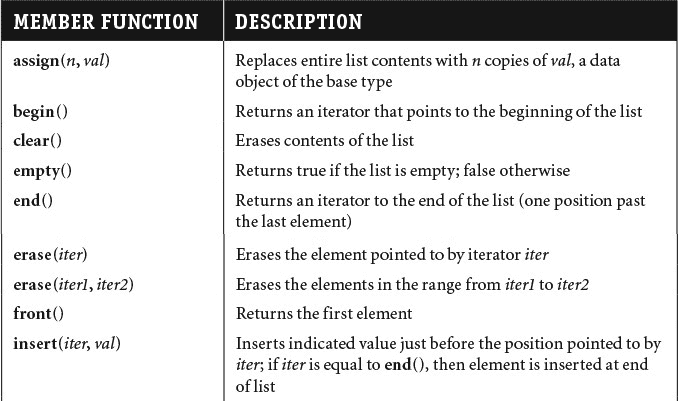 MEMBER FUNCTION DESCRIPTION
assign(n, val) Replaces entire list contents with n copies of val, a data
object of the base type
begin() Returns an iterator that points to the beginning of the list
clear() Erases contents of the list
empty() Returns true if the list is empty; false otherwise
end() Returns an iterator to the end of the list (one position past
the last element)
erase(iter) Erases the element pointed to by iterator iter
erase(iter1, iter2) Erases the elements in the range from iter1 to iter2
front() Returns the first element
insert(iter, val) Inserts indicated value just before the position pointed to by
iter; if iter is equal to end(), then element is inserted at end
of list